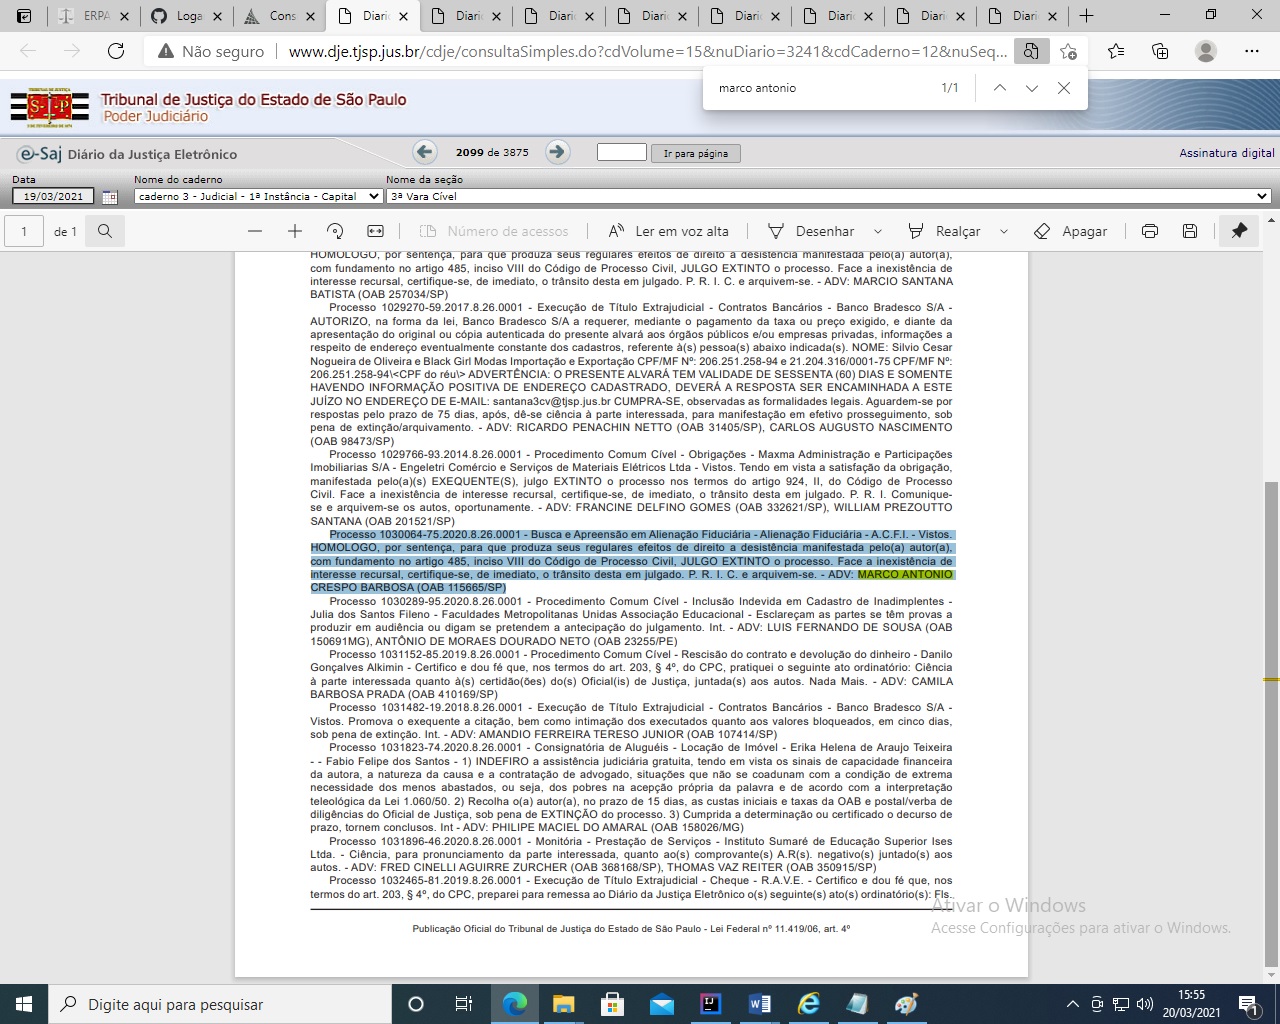 ERPA
Loga
Cons
Diario
Diario
Diario
Diario
Diario
Diario
Diario
Diario
Não seguro
www.dje.tjsp.jus.br/cdje/consultaSimples.do?cdVolume=15&nuDiario=3241&cdCaderno=12&nuSeq...
marco antonio
1/1
Tribunal de Justiça do Estado de São Paulo
Poder Judiciário
e-Saj Diário da Justiça Eletrônico
2099 de 3875
Ir para página
Assinatura digital
Data
Nome do caderno
Nome da seção
19/03/2021
caderno 3 - Judicial - 1ª Instância - Capital
3ª Vara Cível
1 de 1
Número de acessos
Ler em voz alta
Desenhar
Realçar
Apagar
HOMOLOGO, por sentença, para que produza seus regulares efeitos de direito a desistência manifestada pelo(a) autor(a),
com fundamento no artigo 485, inciso VIII do Código de Processo Civil, JULGO EXTINTO o processo. Face a inexistência de
interesse recursal, certifique-se, de imediato, o trânsito desta em julgado. P. R. I. C. e arquivem-se. - ADV: MARCIO SANTANA
BATISTA (OAB 257034/SP)
Processo 1029270-59.2017.8.26.0001 - Execução de Título Extrajudicial - Contratos Bancários - Banco Bradesco S/A -
AUTORIZO, na forma da lei, Banco Bradesco S/A a requerer, mediante o pagamento da taxa ou preço exigido, e diante da
apresentação do original ou cópia autenticada do presente alvará aos órgãos públicos e/ou empresas privadas, informações a
respeito de endereço eventualmente constante dos cadastros, referente à(s) pessoa(s) abaixo indicada(s). NOME: Silvio Cesar
Nogueira de Oliveira e Black Girl Modas Importação e Exportação CPF/MF Nº: 206.251.258-94 e 21.204.316/0001-75 CPF/MF Nº:
206.251.258-94\<CPF do réu\> ADVERTÊNCIA: O PRESENTE ALVARÁ TEM VALIDADE DE SESSENTA (60) DIAS E SOMENTE
HAVENDO INFORMAÇÃO POSITIVA DE ENDEREÇO CADASTRADO, DEVERÁ A RESPOSTA SER ENCAMINHADA A ESTE
JUÍZO NO ENDEREÇO DE E-MAIL: santana3cv@tjsp.jus.br CUMPRA-SE, observadas as formalidades legais. Aguardem-se por
respostas pelo prazo de 75 dias, após, dê-se ciência à parte interessada, para manifestação em efetivo prosseguimento, sob
pena de extinção/arquivamento. - ADV: RICARDO PENACHIN NETTO (OAB 31405/SP), CARLOS AUGUSTO NASCIMENTO
(OAB 98473/SP)
Processo 1029766-93.2014.8.26.0001 - Procedimento Comum Cível - Obrigações - Maxma Administração e Participações
Imobiliarias S/A - Engeletri Comércio e Serviços de Materiais Elétricos Ltda - Vistos. Tendo em vista a satisfação da obrigação,
manifestada pelo(a)(s) EXEQUENTE(S), julgo EXTINTO o processo nos termos do artigo 924, II, do Código de Processo
Civil. Face a inexistência de interesse recursal, certifique-se, de imediato, o trânsito desta em julgado. P. R. I. Comunique-
se e arquivem-se os autos, oportunamente. - ADV: FRANCINE DELFINO GOMES (OAB 332621/SP), WILLIAM PREZOUTTO
SANTANA (OAB 201521/SP)
Processo 1030064-75.2020.8.26.0001 - Busca e Apreensão em Alienação Fiduciária - Alienação Fiduciária - A.C.F.I. - Vistos.
HOMOLOGO, por sentença, para que produza seus regulares efeitos de direito a desistência manifestada pelo(a) autor(a),
com fundamento no artigo 485, inciso VIII do Código de Processo Civil, JULGO EXTINTO o processo. Face a inexistência de
interesse recursal, certifique-se, de imediato, o trânsito desta em julgado. P. R. I. C. e arquivem-se. - ADV: MARCO ANTONIO
CRESPO BARBOSA (OAB 115665/SP)
Processo 1030289-95.2020.8.26.0001 - Procedimento Comum Cível - Inclusão Indevida em Cadastro de Inadimplentes -
Julia dos Santos Fileno - Faculdades Metropolitanas Unidas Associação Educacional - Esclareçam as partes se têm provas a
produzir em audiência ou digam se pretendem a antecipação do julgamento. Int. - ADV: LUIS FERNANDO DE SOUSA (OAB
150691MG), ANTÔNIO DE MORAES DOURADO NETO (OAB 23255/PE)
Processo 1031152-85.2019.8.26.0001 - Procedimento Comum Cível - Rescisão do contrato e devolução do dinheiro - Danilo
Gonçalves Alkimin - Certifico e dou fé que, nos termos do art. 203, § 4º, do CPC, pratiquei o seguinte ato ordinatório: Ciência
à parte interessada quanto à(s) certidão(ões) do(s) Oficial(is) de Justiça, juntada(s) aos autos. Nada Mais. - ADV: CAMILA
BARBOSA PRADA (OAB 410169/SP)
Processo 1031482-19.2018.8.26.0001 - Execução de Título Extrajudicial - Contratos Bancários - Banco Bradesco S/A -
Vistos. Promova o exequente a citação, bem como intimação dos executados quanto aos valores bloqueados, em cinco dias,
sob pena de extinção. Int. - ADV: AMANDIO FERREIRA TERESO JUNIOR (OAB 107414/SP)
Processo 1031823-74.2020.8.26.0001 - Consignatória de Aluguéis - Locação de Imóvel - Erika Helena de Araujo Teixeira
- - Fabio Felipe dos Santos - 1) INDEFIRO a assistência judiciária gratuita, tendo em vista os sinais de capacidade financeira
da autora, a natureza da causa e a contratação de advogado, situações que não se coadunam com a condição de extrema
necessidade dos menos abastados, ou seja, dos pobres na acepção própria da palavra e de acordo com a interpretação
teleológica da Lei 1.060/50. 2) Recolha o(a) autor(a), no prazo de 15 dias, as custas iniciais e taxas da OAB e postal/verba de
diligências do Oficial de Justiça, sob pena de EXTINÇÃO do processo. 3) Cumprida a determinação ou certificado o decurso de
prazo, tornem conclusos. Int - ADV: PHILIPE MACIEL DO AMARAL (OAB 158026/MG)
Processo 1031896-46.2020.8.26.0001 - Monitória - Prestação de Serviços - Instituto Sumaré de Educação Superior Ises
Ltda. - Ciência, para pronunciamento da parte interessada, quanto ao(s) comprovante(s) A.R(s). negativo(s) juntado(s) aos
autos. - ADV: FRED CINELLI AGUIRRE ZURCHER (OAB 368168/SP), THOMAS VAZ REITER (OAB 350915/SP)
Processo 1032465-81.2019.8.26.0001 - Execução de Título Extrajudicial - Cheque - R.A.V.E. - Certifico e dou fé que, nos
termos do art. 203, § 4º, do CPC, preparei para remessa ao Diário da Justiça Eletrônico o(s) seguinte(s) ato(s) ordinatório(s): Fls.
Publicação Oficial do Tribunal de Justiça do Estado de São Paulo - Lei Federal nº 11.419/06, art. 4º
Ativar o Windows
Acesse Configurações para ativar o Windows.
Digite aqui para pesquisar
15:55
20/03/2021